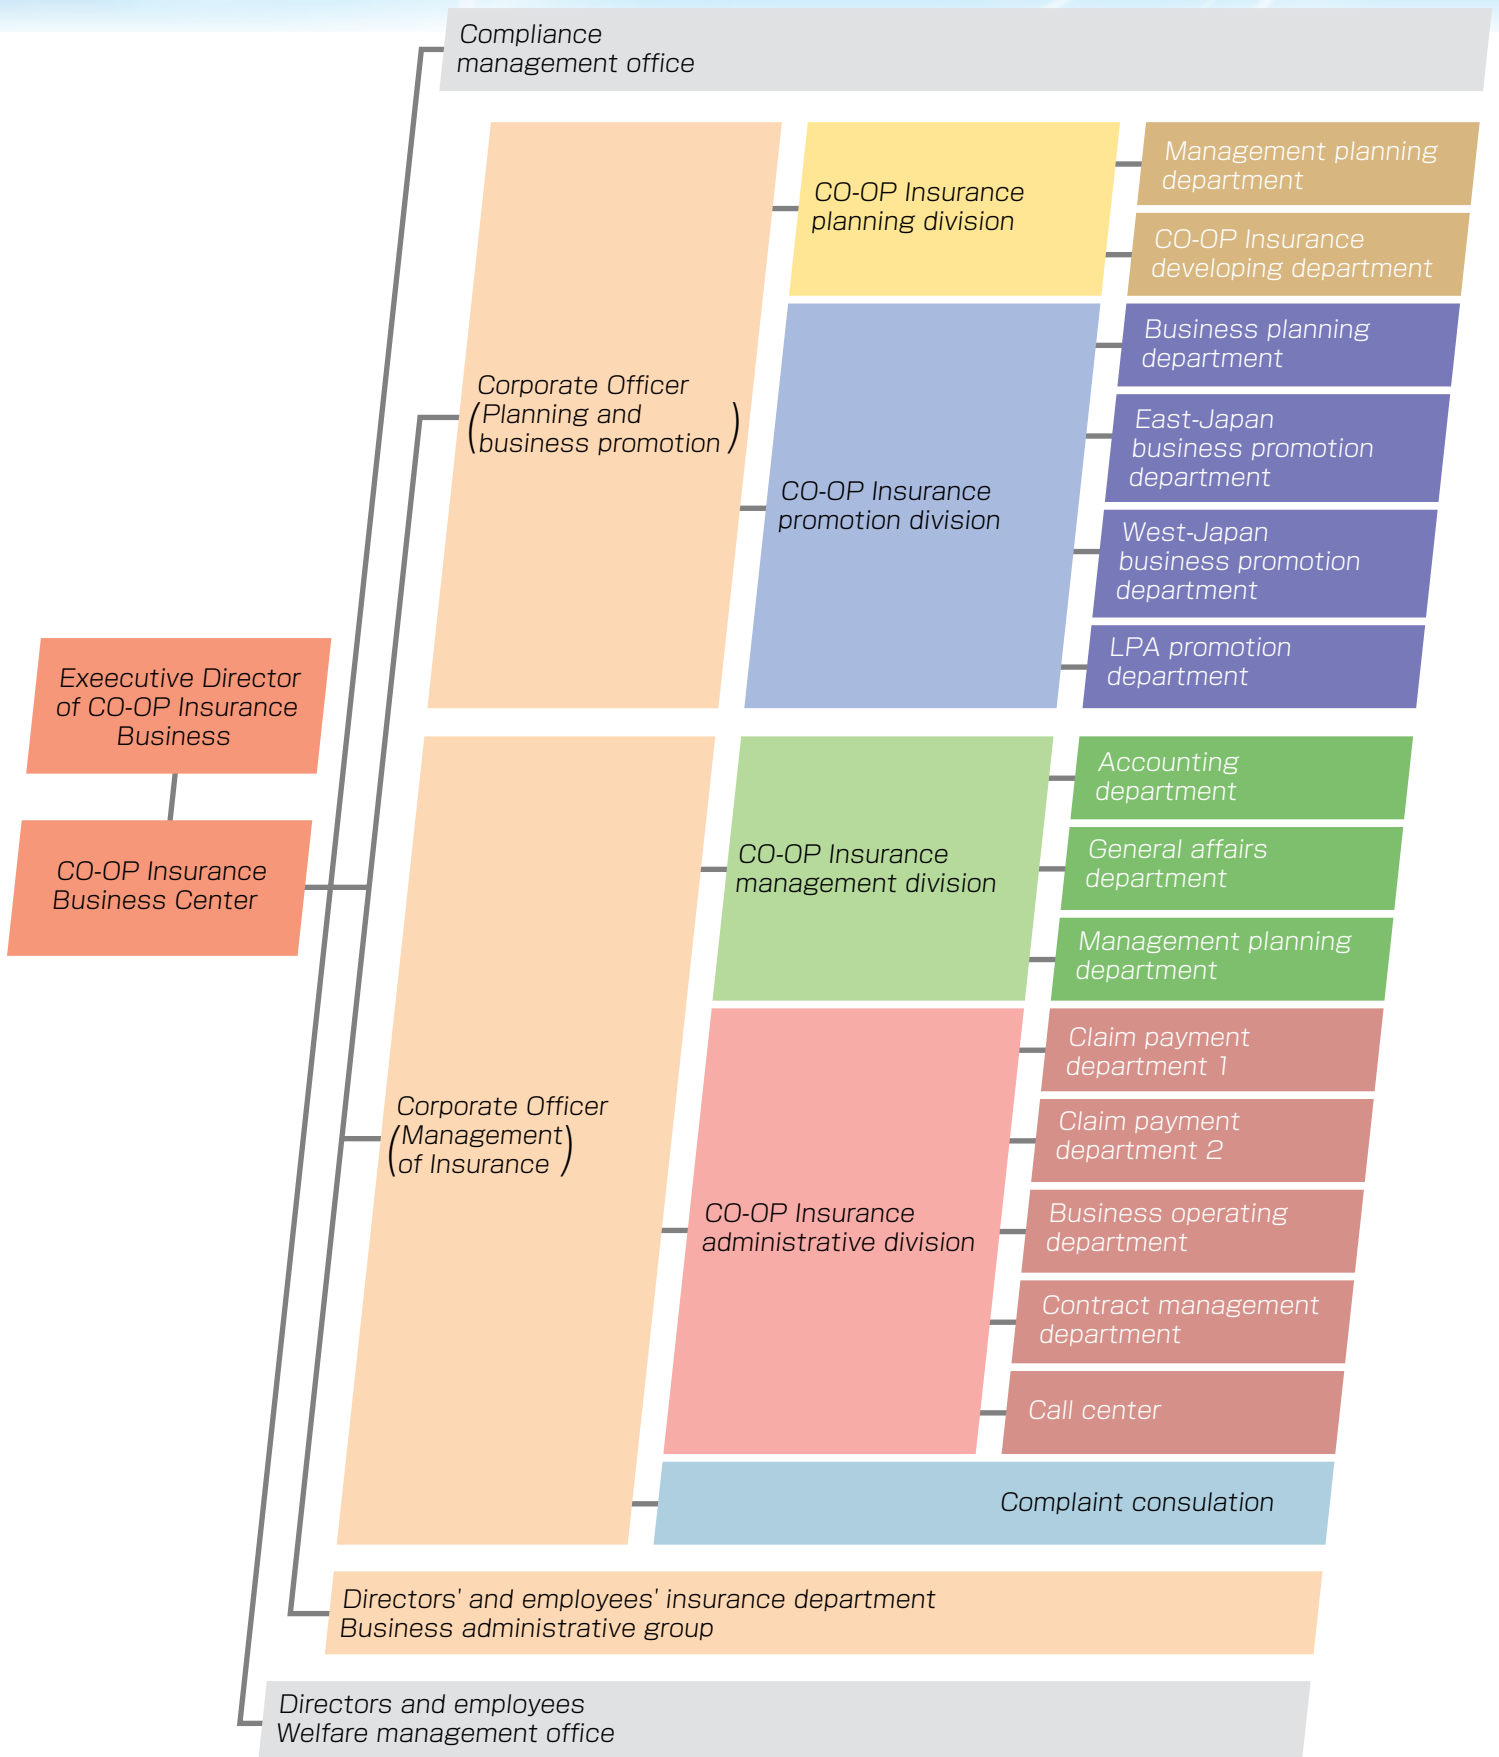 Compliance
management office
Management planning
department
CO-OP Insurance
planning division
CO-OP Insurance
developing department
Business planning
department
Corporate Officer
(Planning and
business promotion)
East-Japan
business promotion
department
CO-OP Insurance
promotion division
West-Japan
business promotion
department
LPA promotion
department
Exeecutive Director
of CO-OP Insurance
Business
CO-OP Insurance
Business Center
Accounting
department
CO-OP Insurance
management division
General affairs
department
Management planning
department
Claim payment
department 1
Corporate Officer
(Management
of Insurance)
Claim payment
department 2
CO-OP Insurance
administrative division
Business operating
department
Contract management
department
Call center
Complaint consulation
Directors' and employees' insurance department
Business administrative group
Directors and employees
Welfare management office